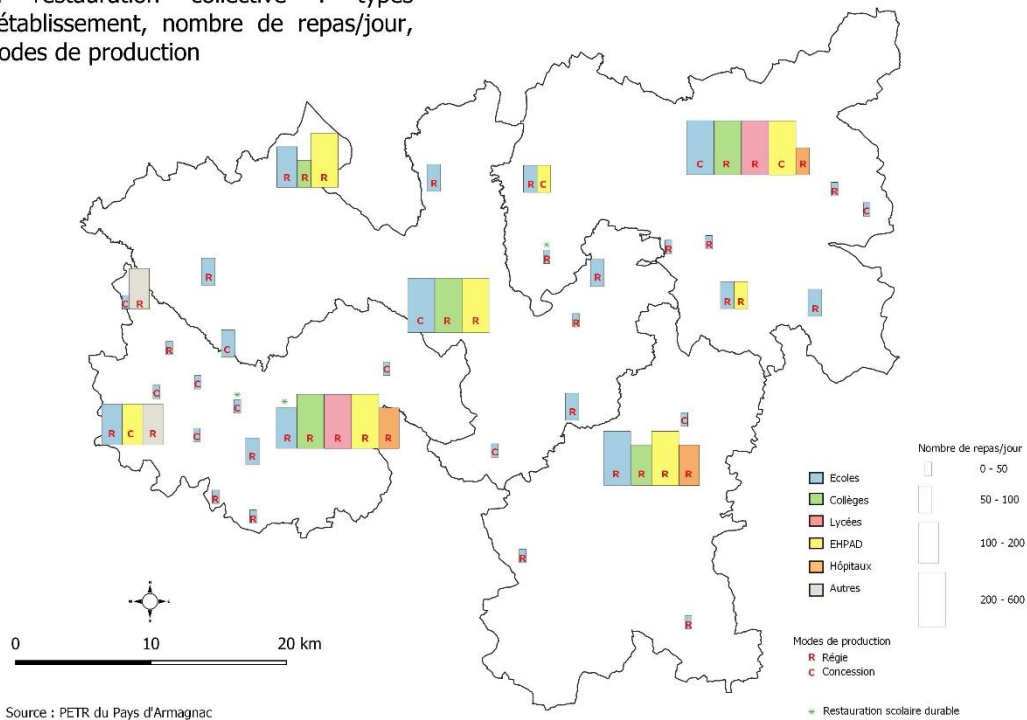 restauration collective : types
établissement, nombre de repas/jour,
odes de production
C R R C R
R R R
R
R C
R
C
R
R
R
R
R
C R
R R
R
C R R
R
R
C
C
C
C
C
R
C
R C R
C
R R R R R
C
R
R R R R
R
R
R
R
Nombre de repas/jour
0 - 50
50 - 100
100 - 200
200 - 600
Ecoles
Collèges
Lycées
EHPAD
Hôpitaux
Autres
Modes de production
R Régie
C Concession
* Restauration scolaire durable
0 10 20 km
Source : PETR du Pays d'Armagnac